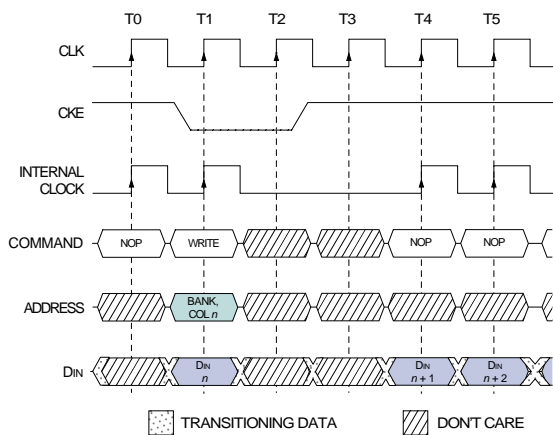 T0 T1 T2 T3 T4 T5
CLK
CKE
INTERNAL
CLOCK
COMMAND NOP WRITE NOP NOP
ADDRESS BANK,
COL n
DIN DIN
n DIN
n + 1 DIN
n + 2
TRANSITIONING DATA DON'T CARE